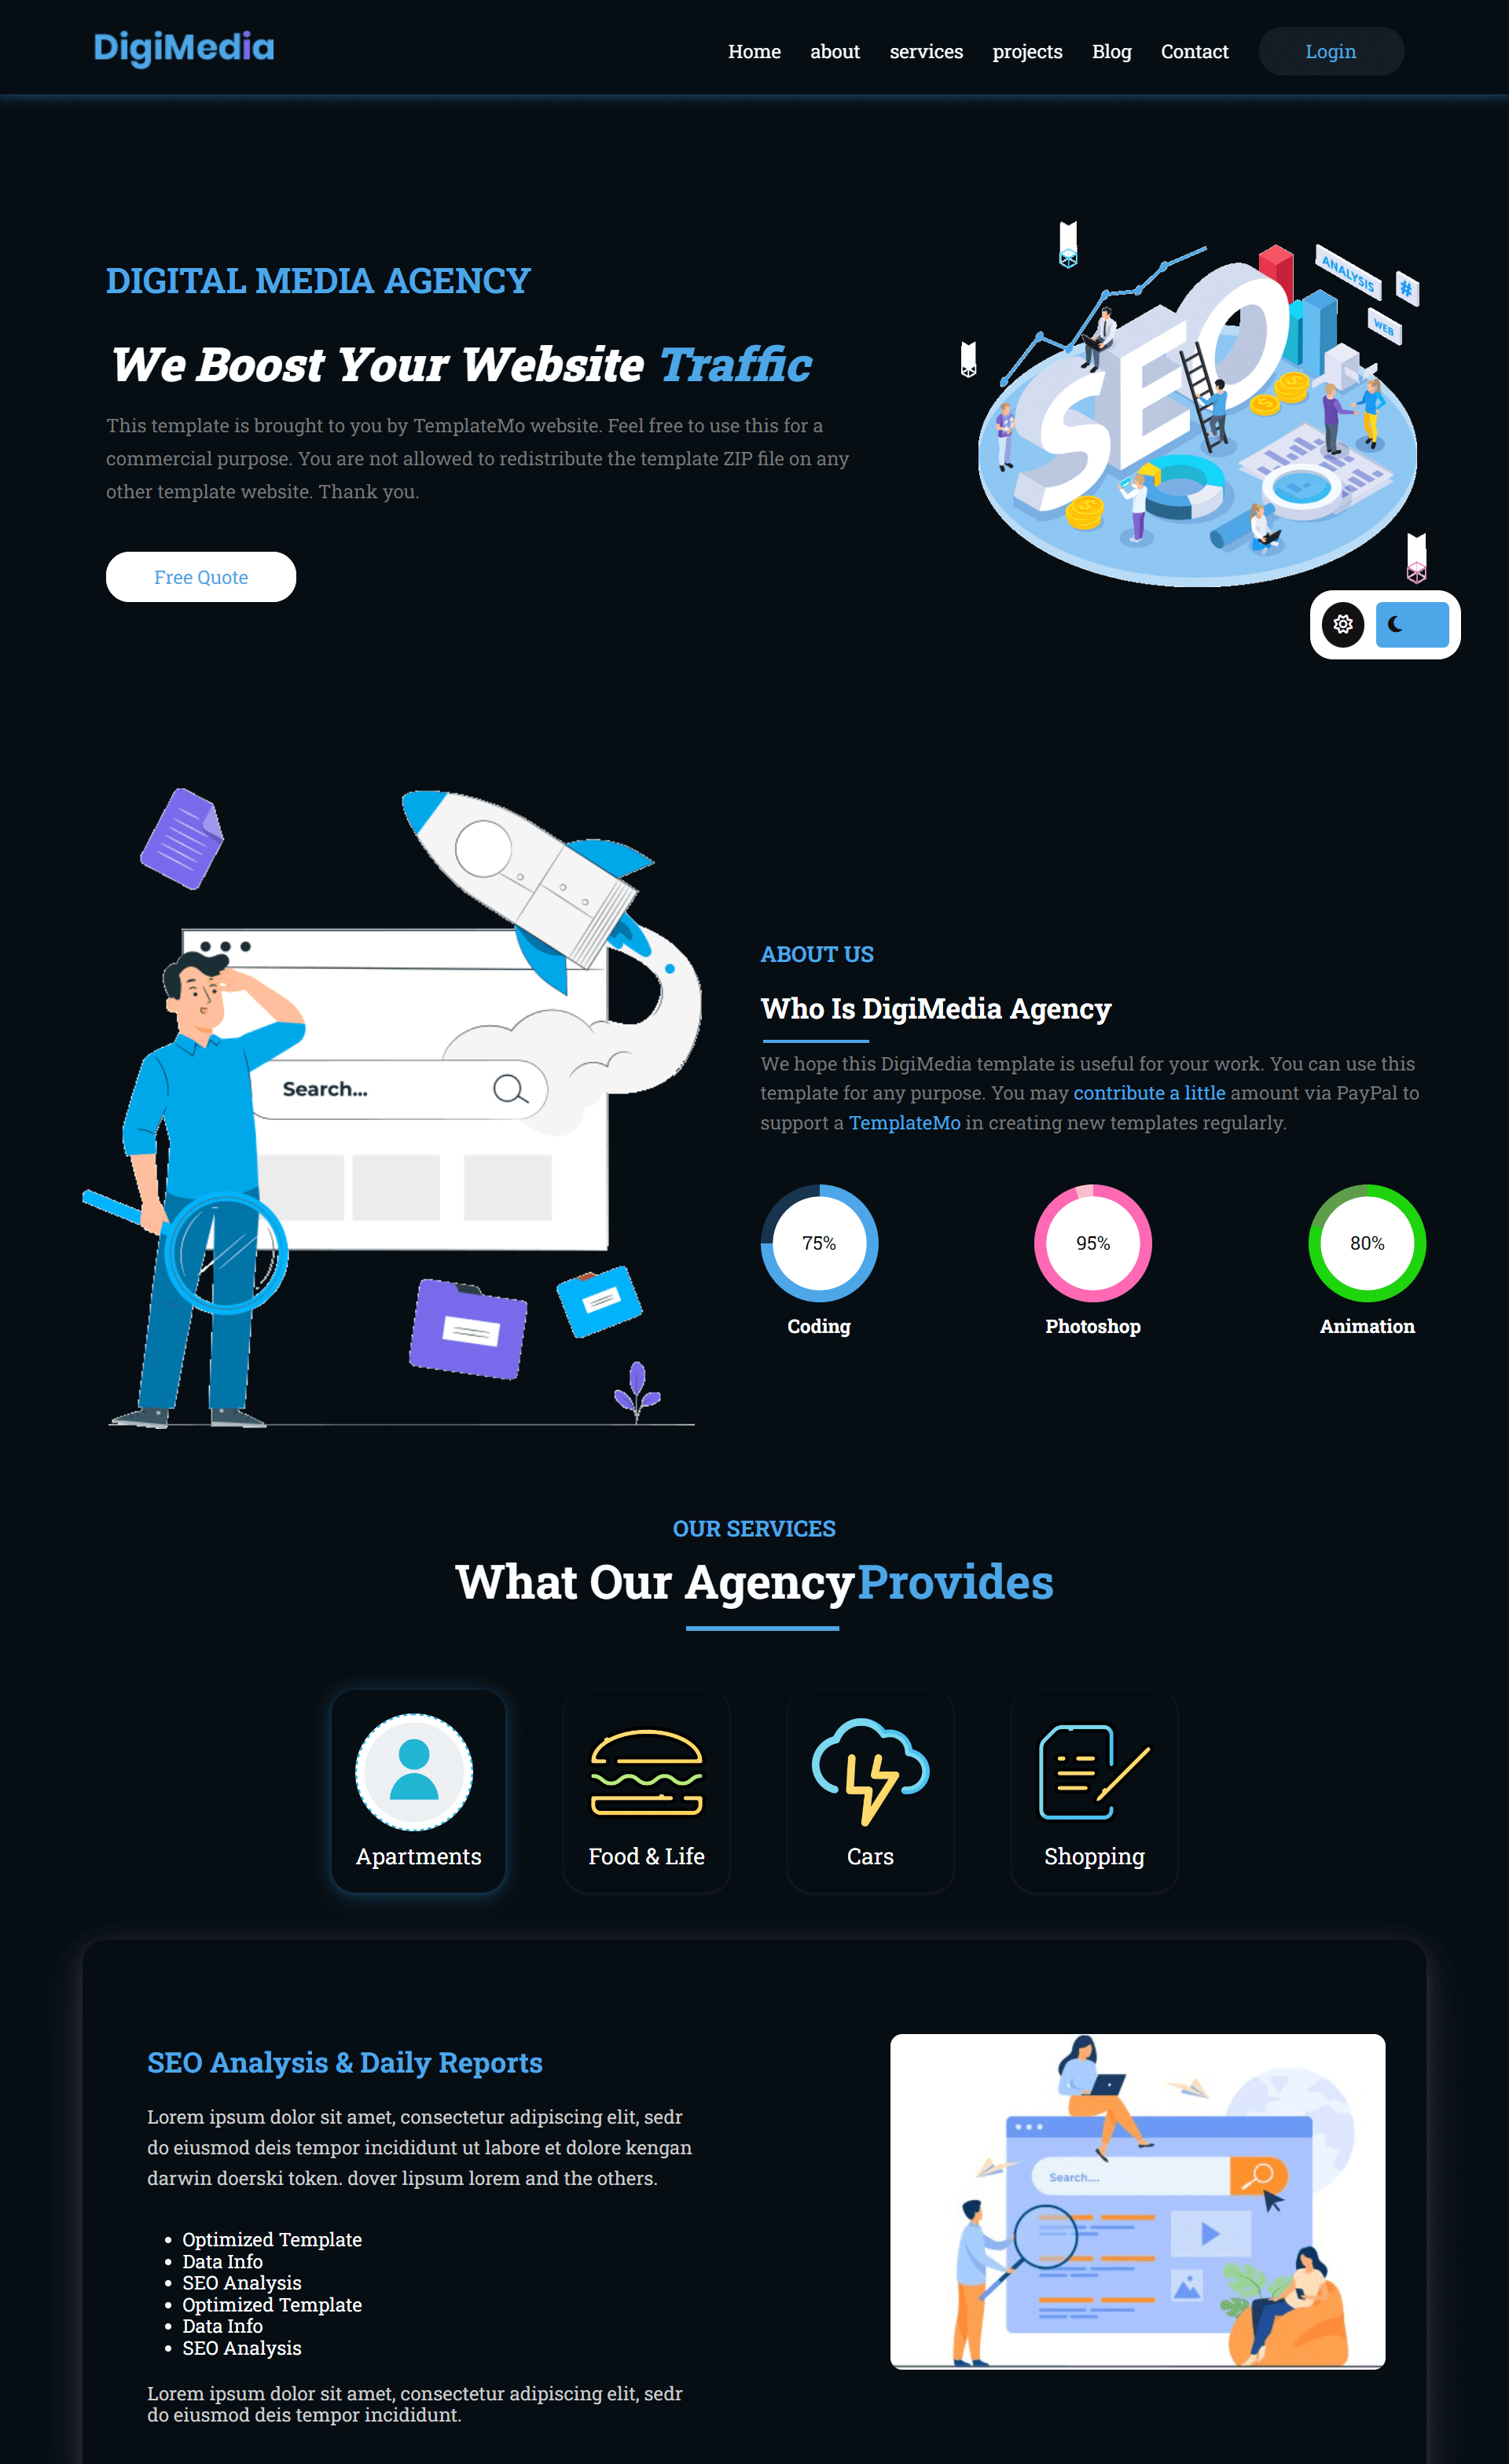 DigiMedia
Home about services projects Blog Contact Login
DIGITAL MEDIA AGENCY
We Boost Your Website Traffic
This template is brought to you by TemplateMo website. Feel free to use this for a
commercial purpose. You are not allowed to redistribute the template ZIP file on any
other template website. Thank you.
Free Quote
SEO
ANALYSIS
#
WEB
Search...
ABOUT US
Who Is DigiMedia Agency
We hope this DigiMedia template is useful for your work. You can use this
template for any purpose. You may contribute a little amount via PayPal to
support a TemplateMo in creating new templates regularly.
75% 95% 80%
Coding Photoshop Animation
OUR SERVICES
What Our AgencyProvides
Apartments Food & Life Cars Shopping
SEO Analysis & Daily Reports
Lorem ipsum dolor sit amet, consectetur adipiscing elit, sedr
do eiusmod deis tempor incididunt ut labore et dolore kengan
darwin doerski token. dover lipsum lorem and the others.
• Optimized Template
• Data Info
• SEO Analysis
• Optimized Template
• Data Info
• SEO Analysis
Lorem ipsum dolor sit amet, consectetur adipiscing elit, sedr
do eiusmod deis tempor incididunt.
Search....